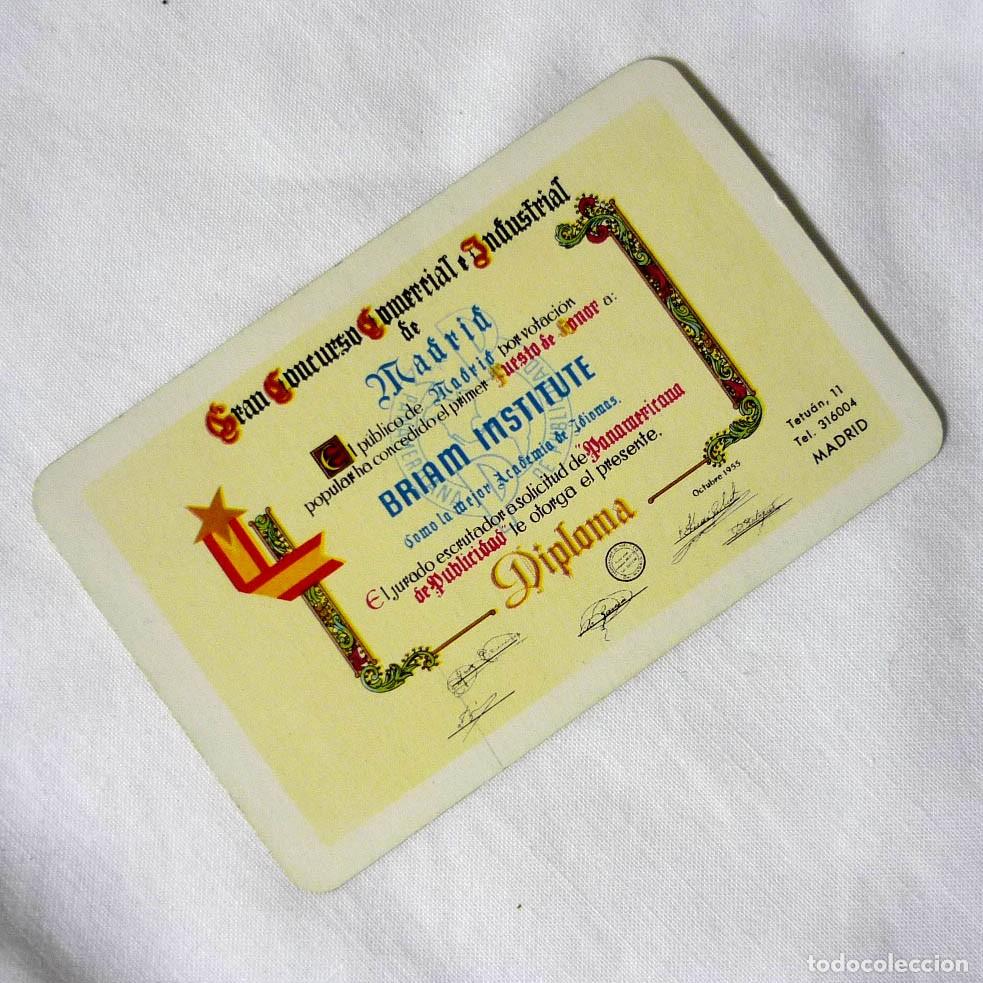 Gran Concurso Comercial e Industrial
de
Madrid
El público de Madrid por votación
popular ha concedido el primer Puesto de Honor a:
BRIAM INSTITUTE
Como la Mejor Academia de Idiomas.
El jurado escrutador a solicitud de "Panamericana
de Publicidad" le otorga el presente.
Diploma
Octubre 1955
Tetuán, 11
Tel. 316004
MADRID
todocoleccion